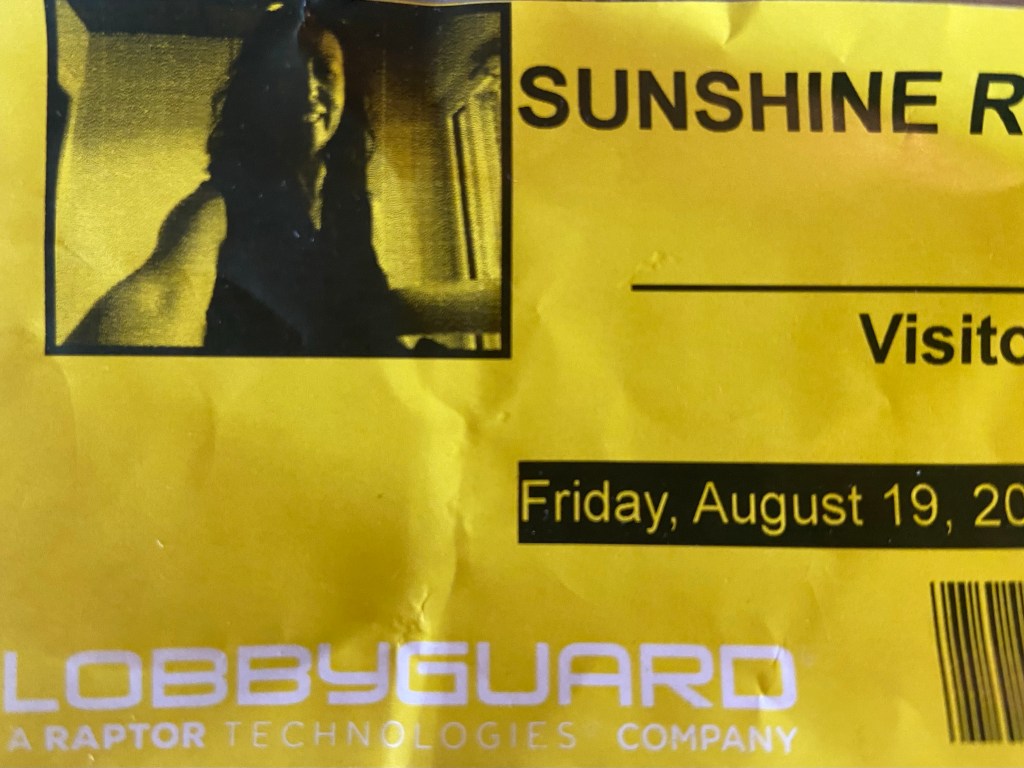 SUNSHINE R
Visito
Friday, August 19, 20
LOBBYGUARD
A RAPTOR TECHNOLOGIES® COMPANY